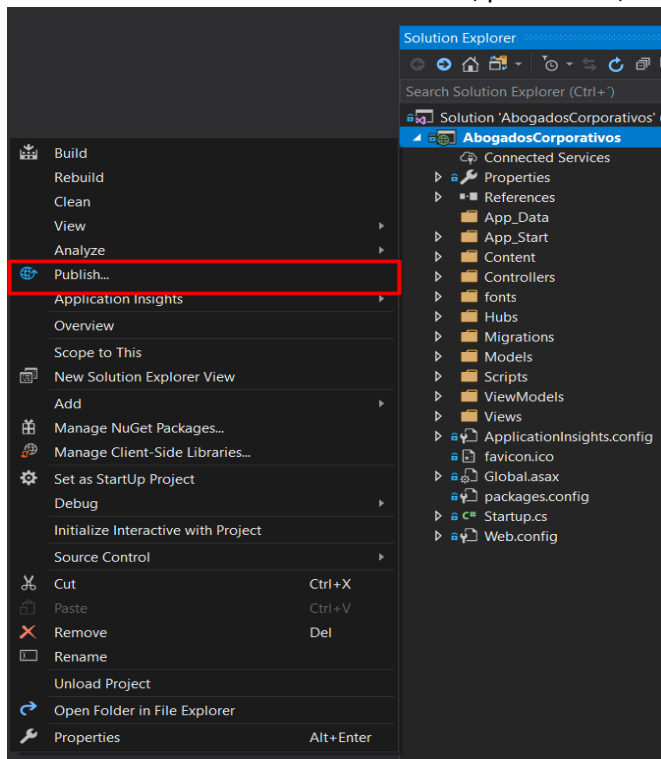 Solution Explorer
Search Solution Explorer (Ctrl+´)
Solution 'AbogadosCorporativos' (
AbogadosCorporativos
Connected Services
Properties
References
App_Data
App_Start
Content
Controllers
fonts
Hubs
Migrations
Models
Scripts
ViewModels
Views
ApplicationInsights.config
favicon.ico
Global.asax
packages.config
C# Startup.cs
Web.config
Build
Rebuild
Clean
View
Analyze
Publish...
Application Insights
Overview
Scope to This
New Solution Explorer View
Add
Manage NuGet Packages...
Manage Client-Side Libraries...
Set as StartUp Project
Debug
Initialize Interactive with Project
Source Control
Cut Ctrl+X
Paste Ctrl+V
Remove Del
Rename
Unload Project
Open Folder in File Explorer
Properties Alt+Enter